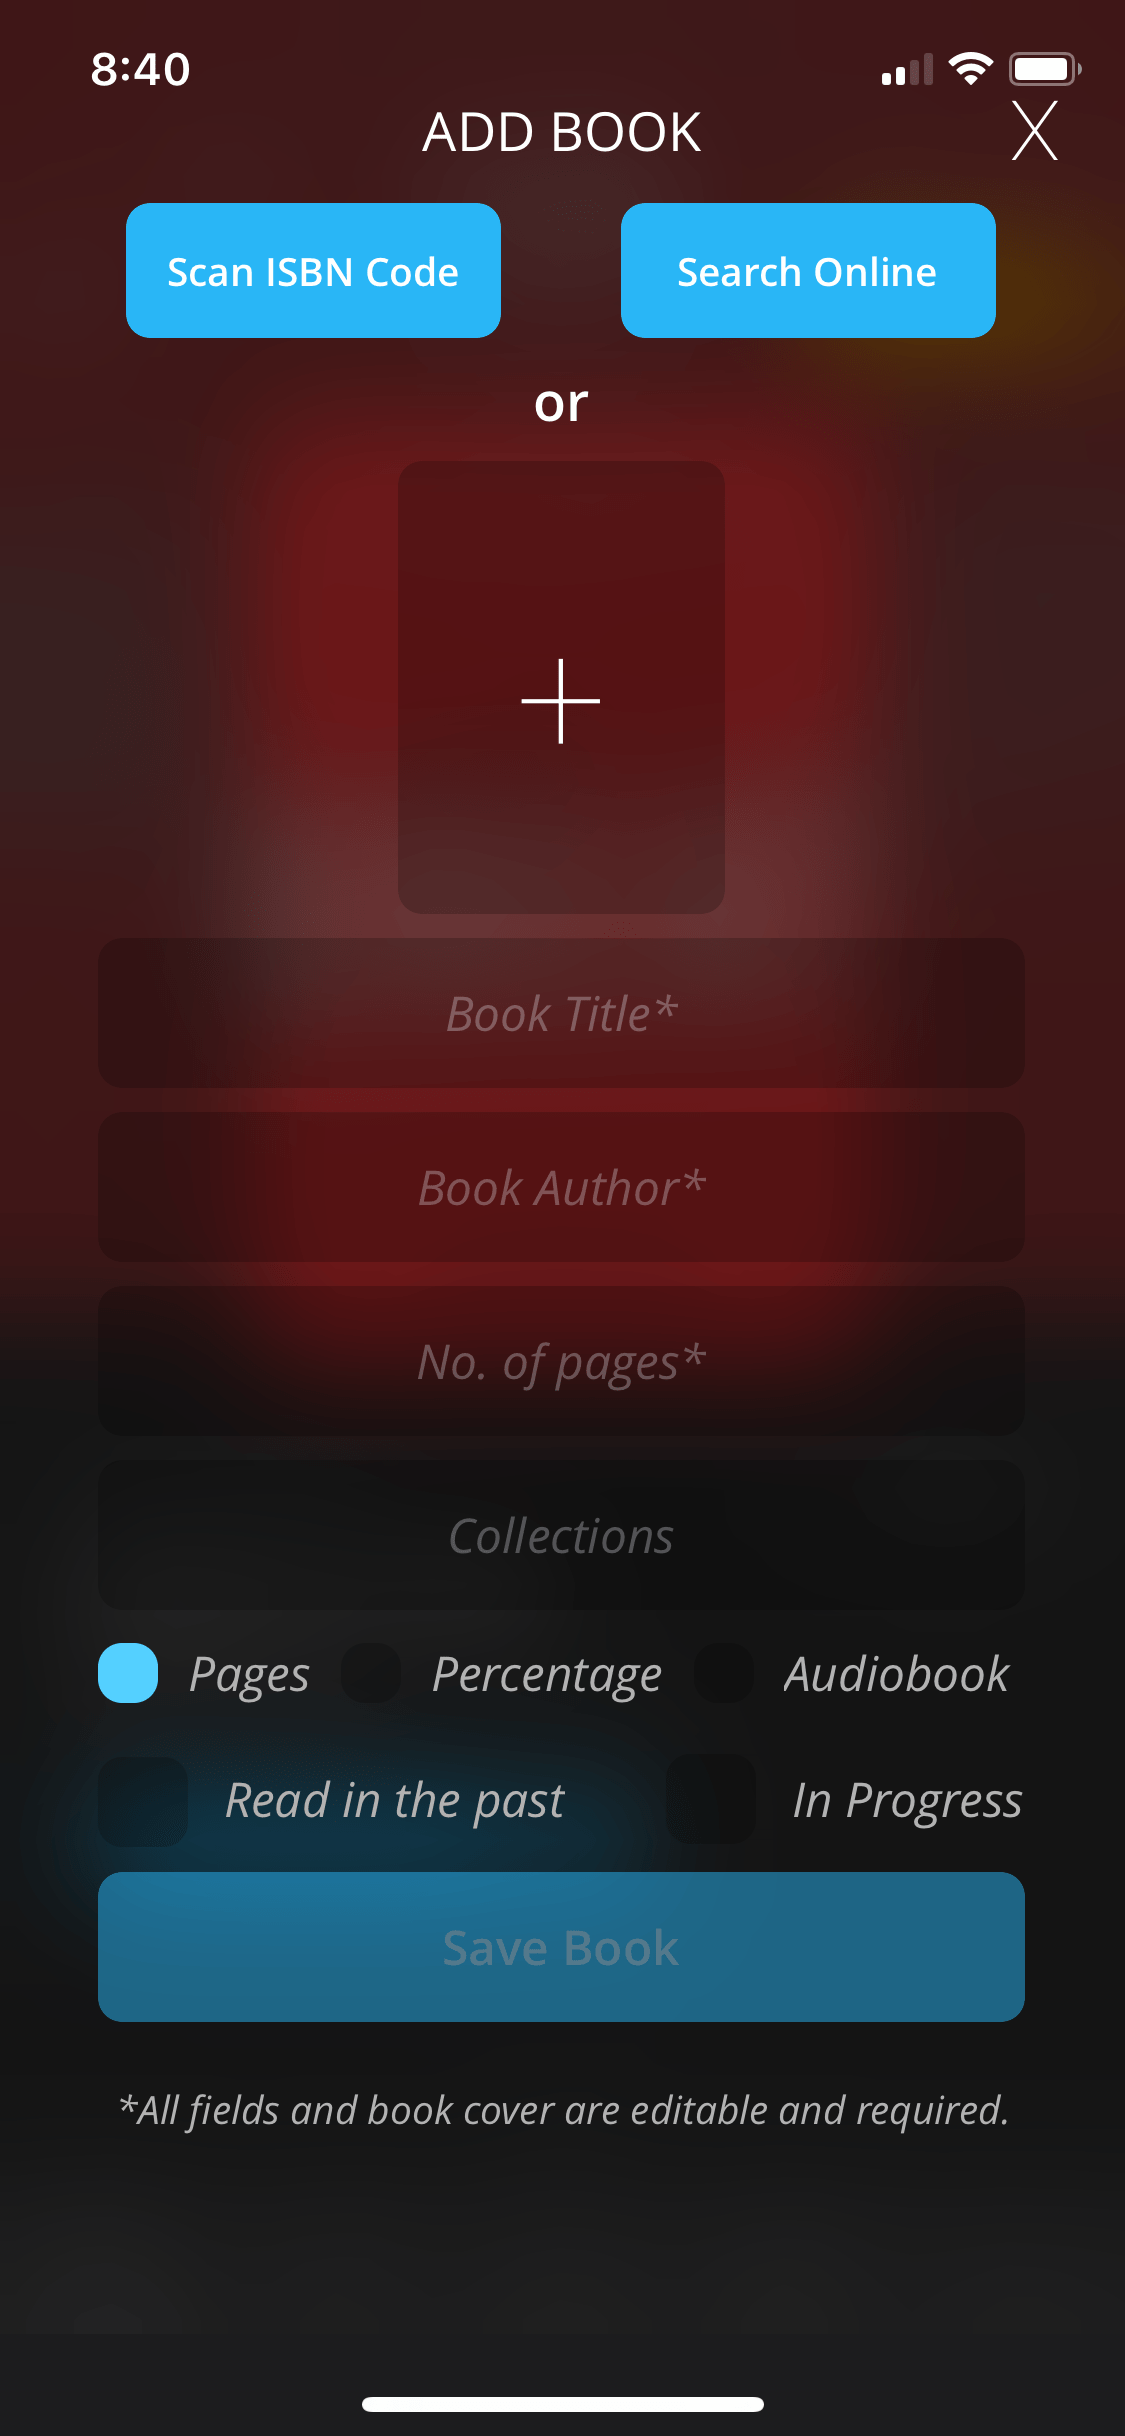 8:40
ADD BOOK
Scan ISBN Code
Search Online
or
Book Title*
Book Author*
No. of pages*
Collections
Pages
Percentage
Audiobook
Read in the past
In Progress
Save Book
*All fields and book cover are editable and required.